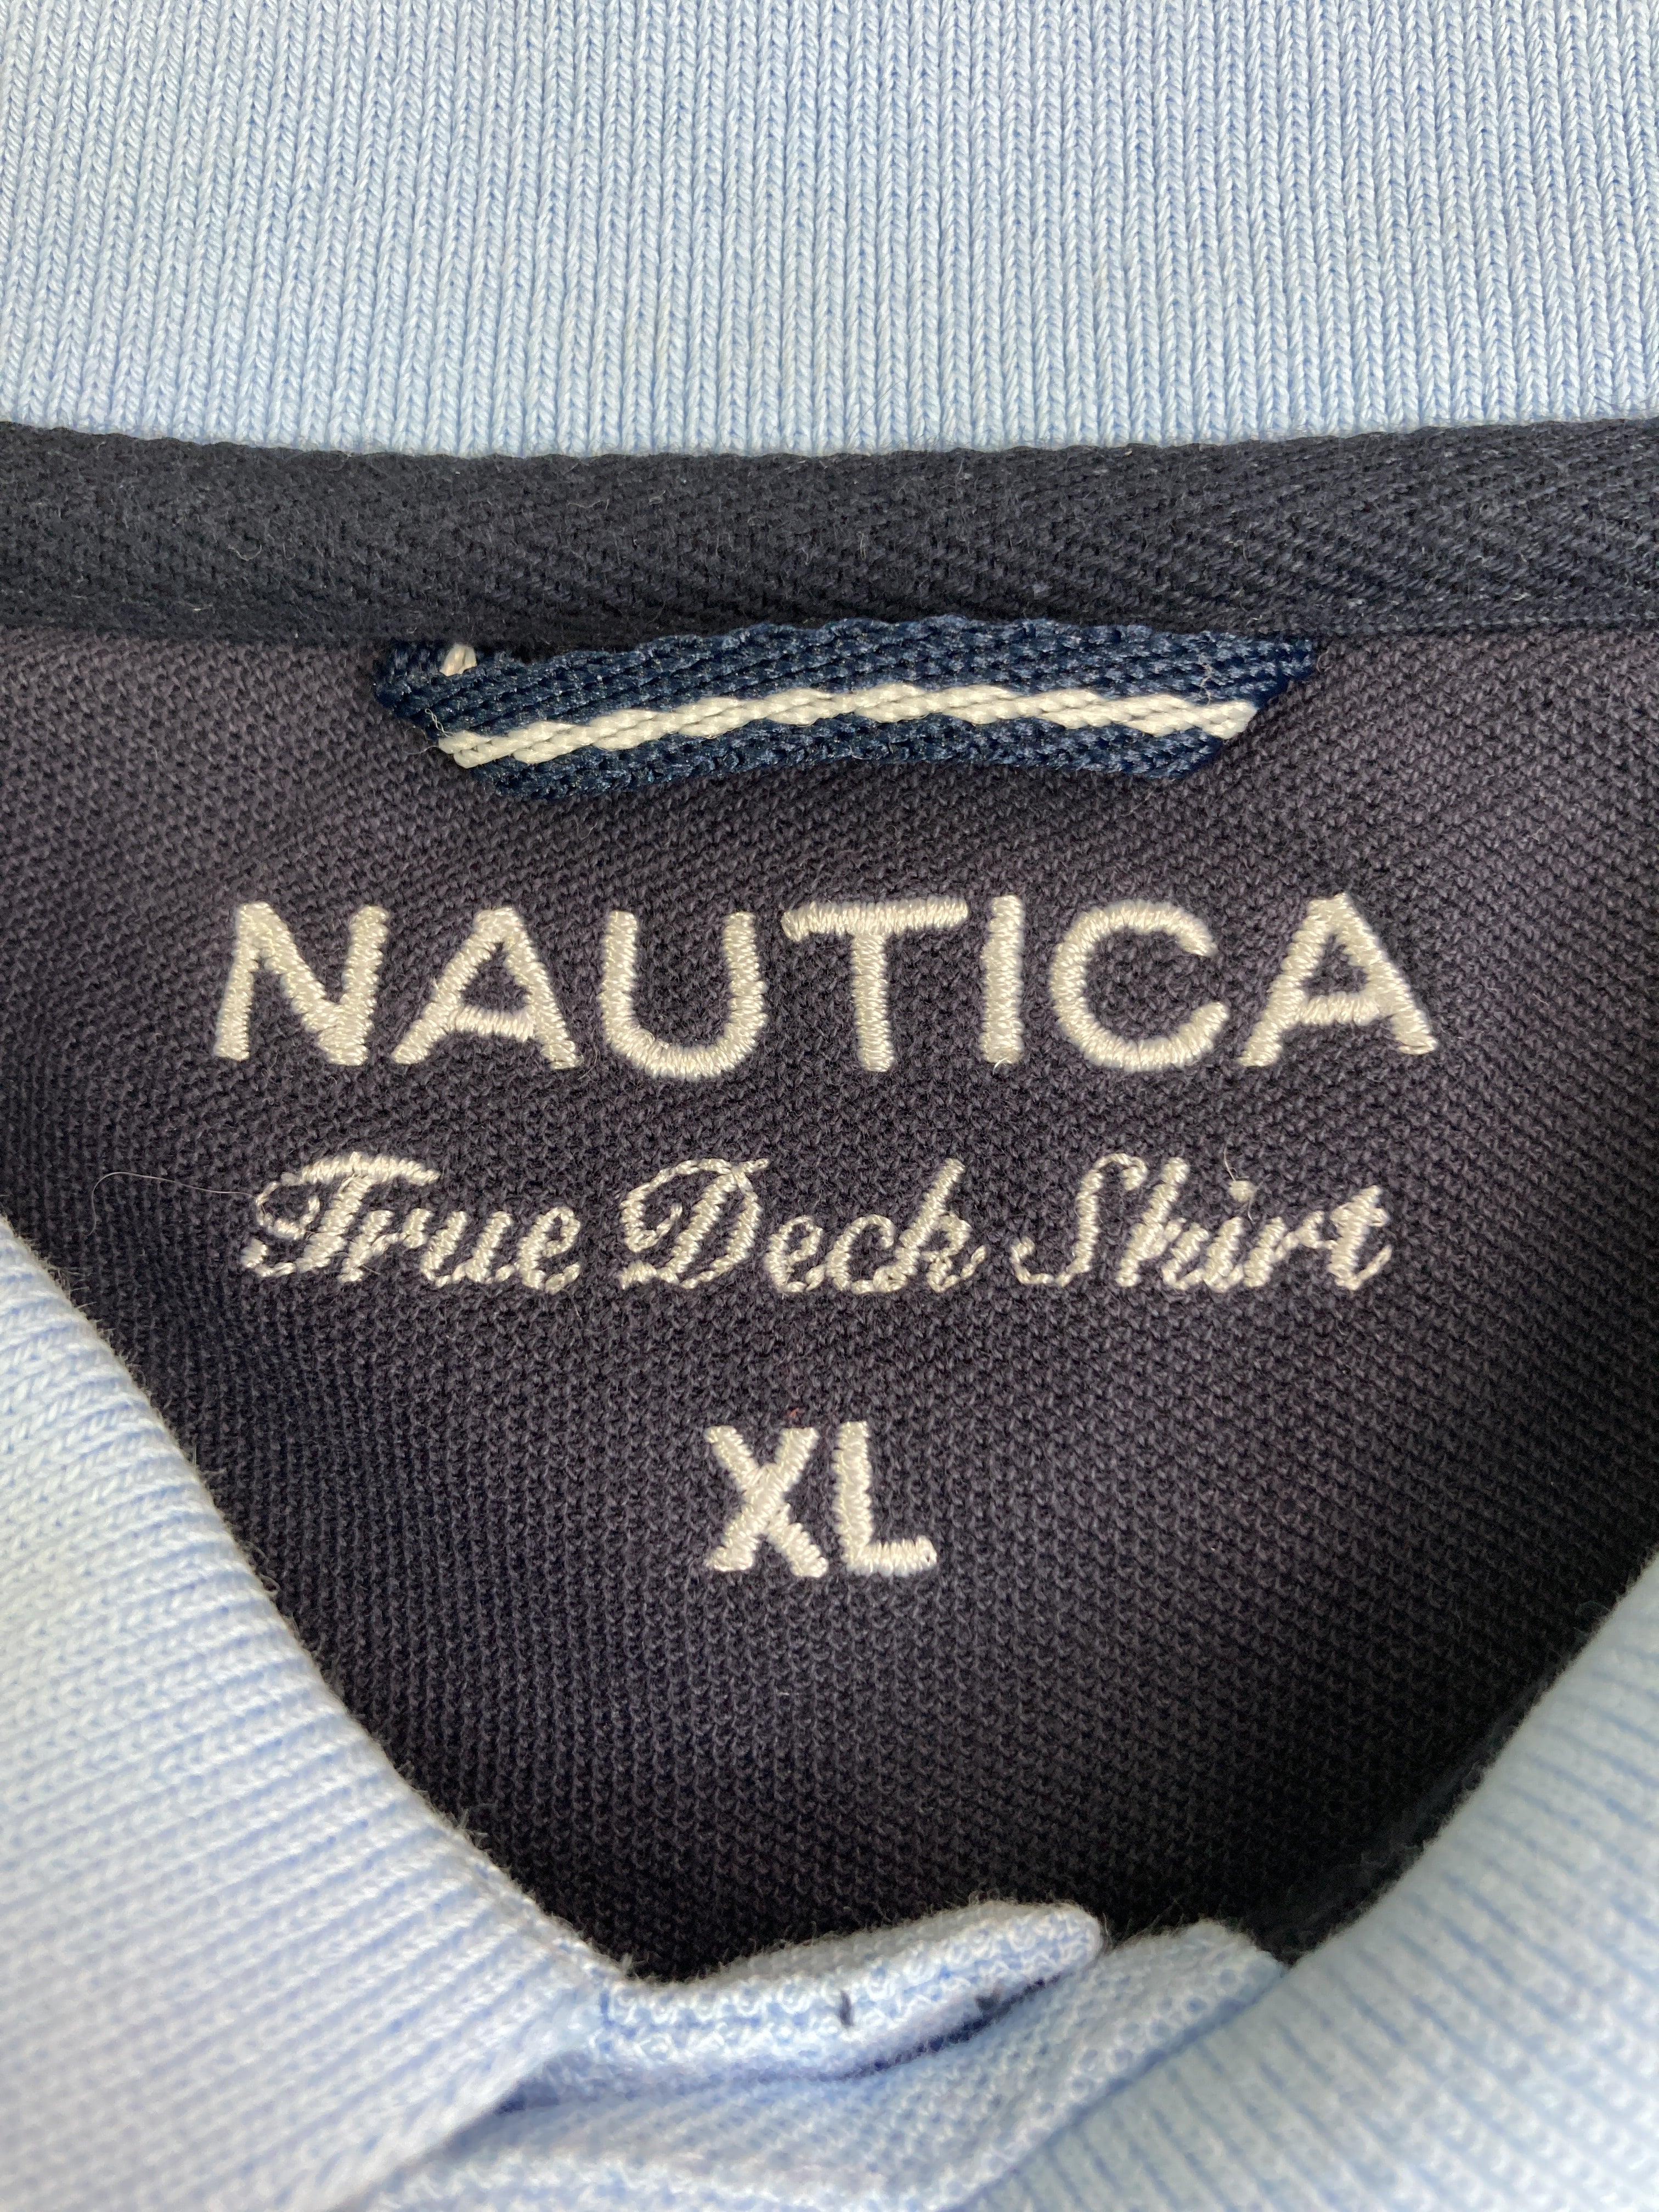 NAUTICA
True Deck Shirt
XL